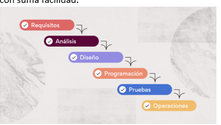 con suma facilidad.
Requisitos
Análisis
Diseño
Programación
Pruebas
Operaciones